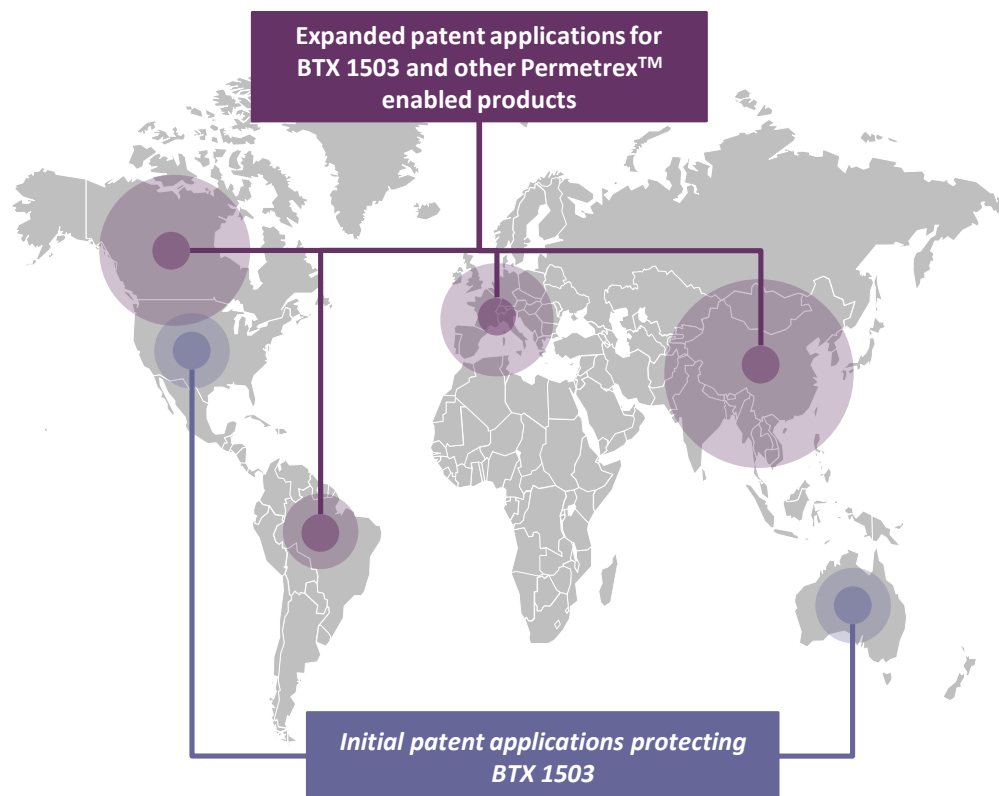 Expanded patent applications for
BTX 1503 and other Permetrex™
enabled products
Initial patent applications protecting
BTX 1503